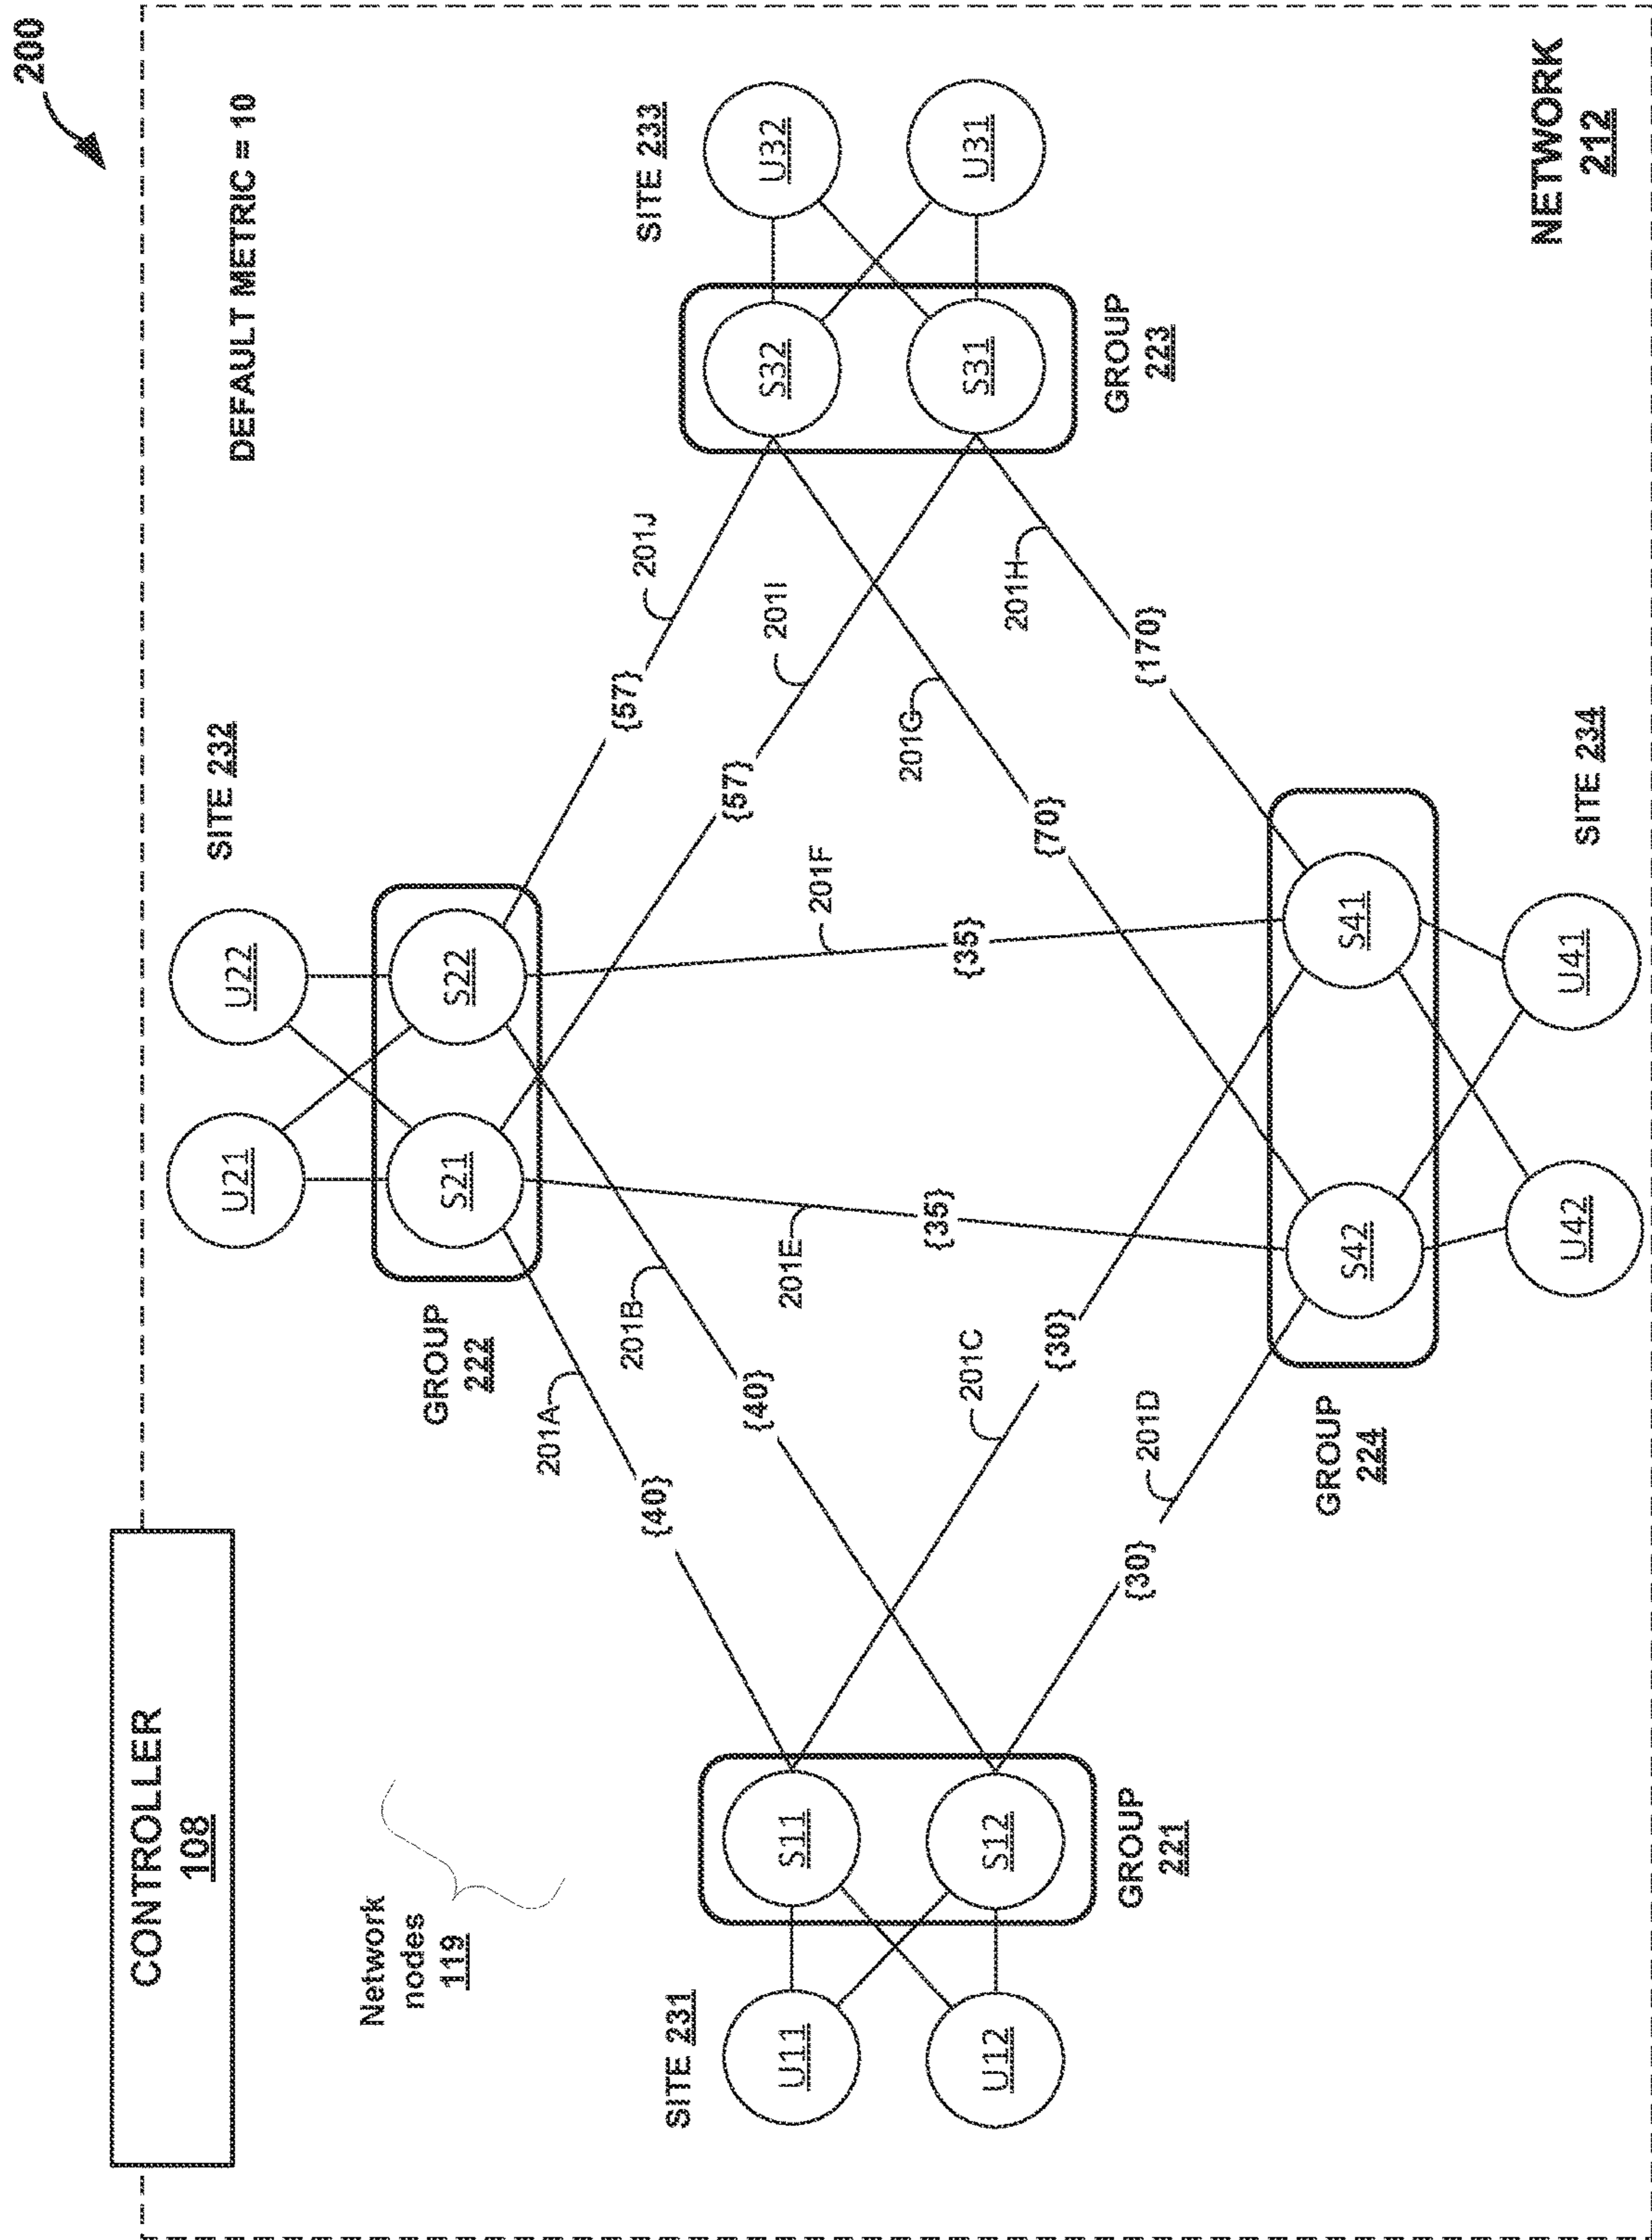 200
CONTROLLER
108
DEFAULT METRIC = 10
Network
nodes
119
SITE 232
U21
U22
S21
S22
GROUP
222
201A
{40}
201B
{40}
201J
{57}
201I
{57}
SITE 231
U11
U12
S11
S12
GROUP
221
SITE 233
S32
U32
S31
U31
GROUP
223
201E
{35}
201F
{35}
201G
{70}
201H
{170}
201C
{30}
201D
{30}
GROUP
224
S42
S41
U42
U41
SITE 234
NETWORK
212